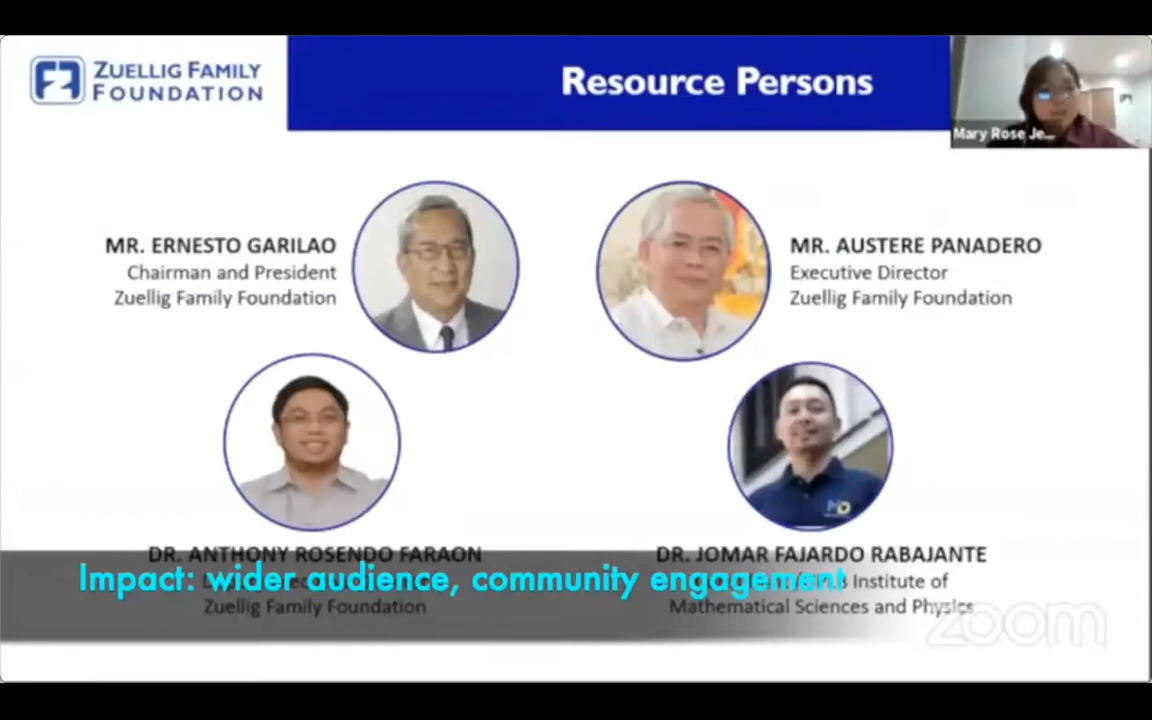 ZUELLIG FAMILY
FOUNDATION
Resource Persons
Mary Rose Je...
MR. ERNESTO GARILAO
Chairman and President
Zuellig Family Foundation
MR. AUSTERE PANADERO
Executive Director
Zuellig Family Foundation
DR. ANTHONY ROSENDO FARAON
Zuellig Family Foundation
DR. JOMAR FAJARDO RABAJANTE
Institute of
Mathematical Sciences and Physics
Impact: wider audience, community engagement
zoom